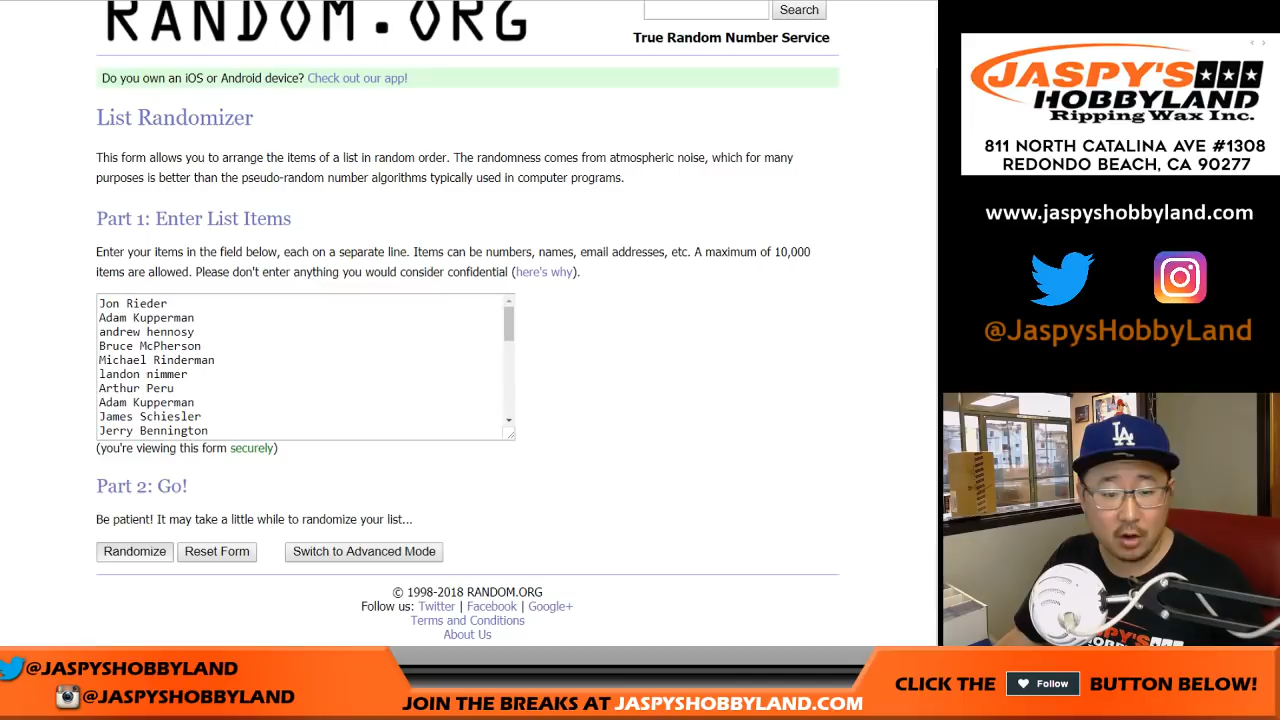 RANDOM.ORG
Search
True Random Number Service
Do you own an iOS or Android device? Check out our app!
List Randomizer
This form allows you to arrange the items of a list in random order. The randomness comes from atmospheric noise, which for many
purposes is better than the pseudo-random number algorithms typically used in computer programs.
Part 1: Enter List Items
Enter your items in the field below, each on a separate line. Items can be numbers, names, email addresses, etc. A maximum of 10,000
items are allowed. Please don't enter anything you would consider confidential (here's why).
Jon Rieder
Adam Kupperman
andrew hennosy
Bruce McPherson
Michael Rinderman
landon nimmer
Arthur Peru
Adam Kupperman
James Schiesler
Jerry Bennington
(you're viewing this form securely)
Part 2: Go!
Be patient! It may take a little while to randomize your list...
Randomize Reset Form Switch to Advanced Mode
© 1998-2018 RANDOM.ORG
Follow us: Twitter | Facebook | Google+
Terms and Conditions
About Us
JASPY'S
HOBBYLAND
Ripping Wax Inc.
811 NORTH CATALINA AVE #1308
REDONDO BEACH, CA 90277
www.jaspyshobbyland.com
@JaspysHobbyLand
LA
JASPY'S
@JASPYSHOBBYLAND
@JASPYSHOBBYLAND
JOIN THE BREAKS AT JASPYSHOBBYLAND.COM
CLICK THE Follow BUTTON BELOW!